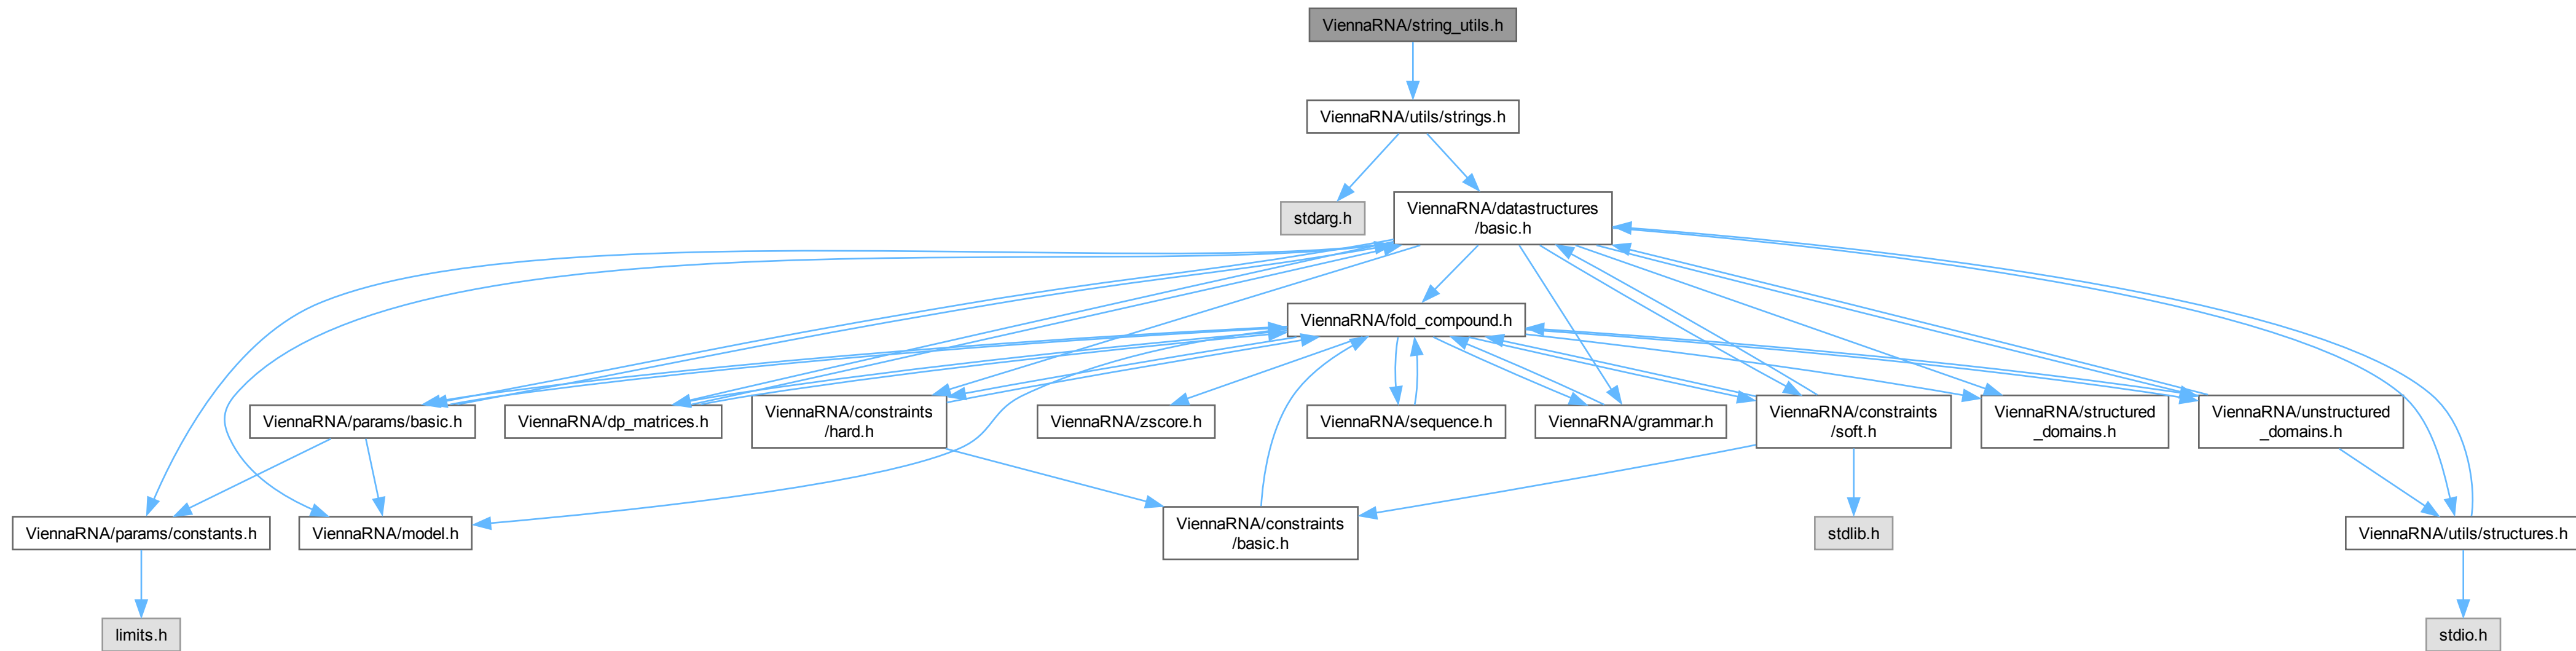 ViennaRNA/string_utils.h
ViennaRNA/utils/strings.h
stdarg.h
ViennaRNA/datastructures
/basic.h
ViennaRNA/fold_compound.h
ViennaRNA/params/basic.h
ViennaRNA/dp_matrices.h
ViennaRNA/constraints
/hard.h
ViennaRNA/zscore.h
ViennaRNA/sequence.h
ViennaRNA/grammar.h
ViennaRNA/constraints
/soft.h
ViennaRNA/structured
_domains.h
ViennaRNA/unstructured
_domains.h
ViennaRNA/params/constants.h
ViennaRNA/model.h
ViennaRNA/constraints
/basic.h
stdlib.h
ViennaRNA/utils/structures.h
limits.h
stdio.h